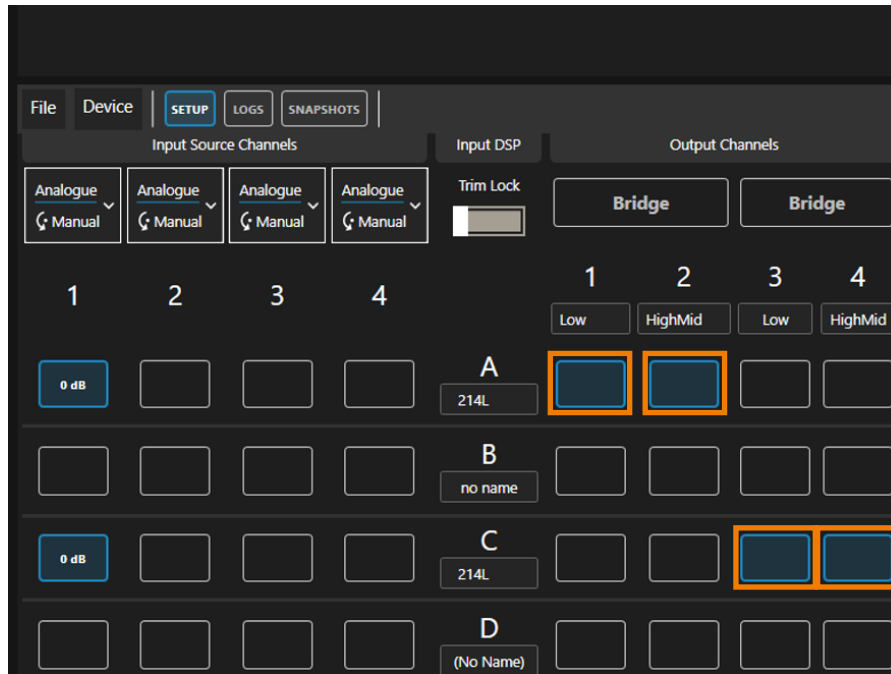 File Device SETUP LOGS SNAPSHOTS
Input Source Channels Input DSP Output Channels
Analogue Analogue Analogue Analogue Trim Lock
Manual Manual Manual Manual Bridge Bridge
1 2 3 4 1 2 3 4
Low HighMid Low HighMid
0 dB A
214L
B
no name
0 dB C
214L
D
(No Name)